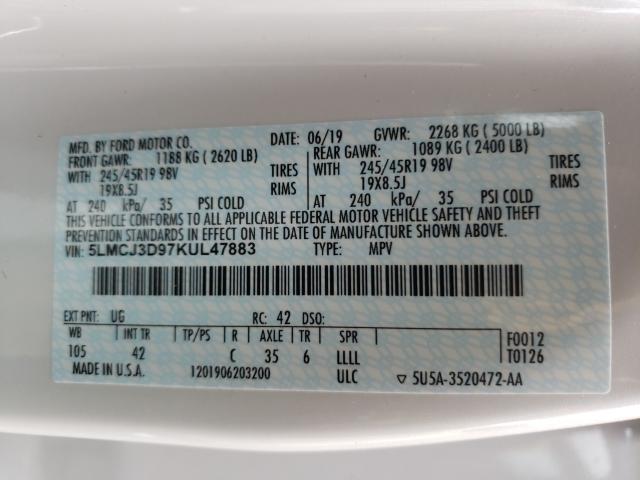 MFD. BY FORD MOTOR CO. DATE: 06/19 GVWR: 2268 KG ( 5000 LB)
FRONT GAWR: 1188 KG ( 2620 LB) REAR GAWR: 1089 KG ( 2400 LB)
WITH 245/45R19 98V TIRES WITH 245/45R19 98V TIRES
19X8.5J RIMS 19X8.5J RIMS
AT 240 kPa/ 35 PSI COLD AT 240 kPa/ 35 PSI COLD
THIS VEHICLE CONFORMS TO ALL APPLICABLE FEDERAL MOTOR VEHICLE SAFETY AND THEFT
PREVENTION STANDARDS IN EFFECT ON THE DATE OF MANUFACTURE SHOWN ABOVE.
VIN: 5LMCJ3D97KUL47883 TYPE: MPV
EXT PNT: UG RC: 42 DSO:
WB INT TR TP/PS R AXLE TR SPR F0012
105 42 C 35 6 LLLL T0126
MADE IN U.S.A. 1201906203200 ULC ▽ 5U5A-3520472-AA